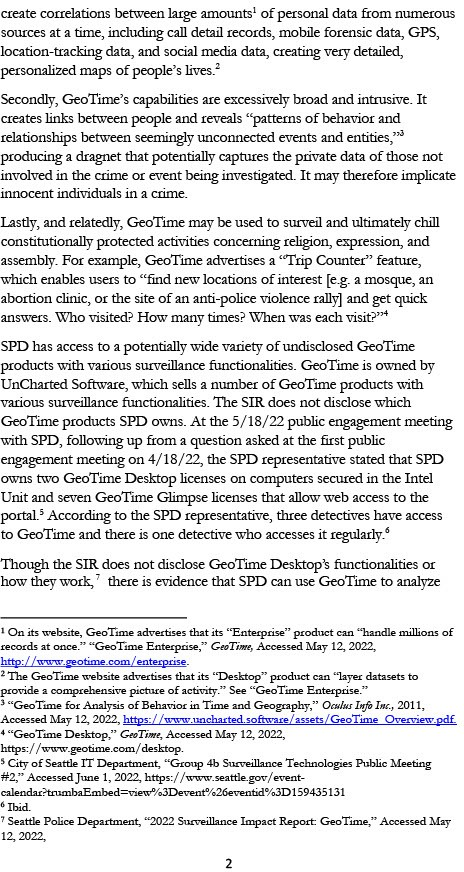 create correlations between large amounts¹ of personal data from numerous
sources at a time, including call detail records, mobile forensic data, GPS,
location-tracking data, and social media data, creating very detailed,
personalized maps of people’s lives.²
Secondly, GeoTime’s capabilities are excessively broad and intrusive. It
creates links between people and reveals “patterns of behavior and
relationships between seemingly unconnected events and entities,”³
producing a dragnet that potentially captures the private data of those not
involved in the crime or event being investigated. It may therefore implicate
innocent individuals in a crime.
Lastly, and relatedly, GeoTime may be used to surveil and ultimately chill
constitutionally protected activities concerning religion, expression, and
assembly. For example, GeoTime advertises a “Trip Counter” feature,
which enables users to “find new locations of interest [e.g. a mosque, an
abortion clinic, or the site of an anti-police violence rally] and get quick
answers. Who visited? How many times? When was each visit?”⁴
SPD has access to a potentially wide variety of undisclosed GeoTime
products with various surveillance functionalities. GeoTime is owned by
UnCharted Software, which sells a number of GeoTime products with
various surveillance functionalities. The SIR does not disclose which
GeoTime products SPD owns. At the 5/18/22 public engagement meeting
with SPD, following up from a question asked at the first public
engagement meeting on 4/18/22, the SPD representative stated that SPD
owns two GeoTime Desktop licenses on computers secured in the Intel
Unit and seven GeoTime Glimpse licenses that allow web access to the
portal.⁵ According to the SPD representative, three detectives have access
to GeoTime and there is one detective who accesses it regularly.⁶
Though the SIR does not disclose GeoTime Desktop’s functionalities or
how they work,⁷ there is evidence that SPD can use GeoTime to analyze
¹ On its website, GeoTime advertises that its “Enterprise” product can “handle millions of
records at once.” “GeoTime Enterprise,” GeoTime, Accessed May 12, 2022,
http://www.geotime.com/enterprise.
² The GeoTime website advertises that its “Desktop” product can “layer datasets to
provide a comprehensive picture of activity.” See “GeoTime Enterprise.”
³ “GeoTime for Analysis of Behavior in Time and Geography,” Oculus Info Inc., 2011,
Accessed May 12, 2022, https://www.uncharted.software/assets/GeoTime_Overview.pdf.
⁴ “GeoTime Desktop,” GeoTime, Accessed May 12, 2022,
https://www.geotime.com/desktop.
⁵ City of Seattle IT Department, “Group 4b Surveillance Technologies Public Meeting
#2,” Accessed June 1, 2022, https://www.seattle.gov/event-
calendar?trumbaEmbed=view%3Devent%26eventid%3D159435131
⁶ Ibid.
⁷ Seattle Police Department, “2022 Surveillance Impact Report: GeoTime,” Accessed May
12, 2022,
2